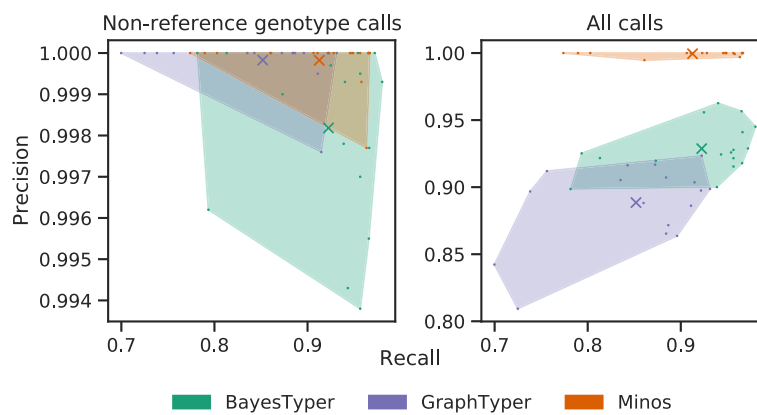 Non-reference genotype calls
All calls
Precision
1.000
0.999
0.998
0.997
0.996
0.995
0.994
0.7
0.8
0.9
1.00
0.95
0.90
0.85
0.80
0.7
0.8
0.9
Recall
BayesTyper
GraphTyper
Minos